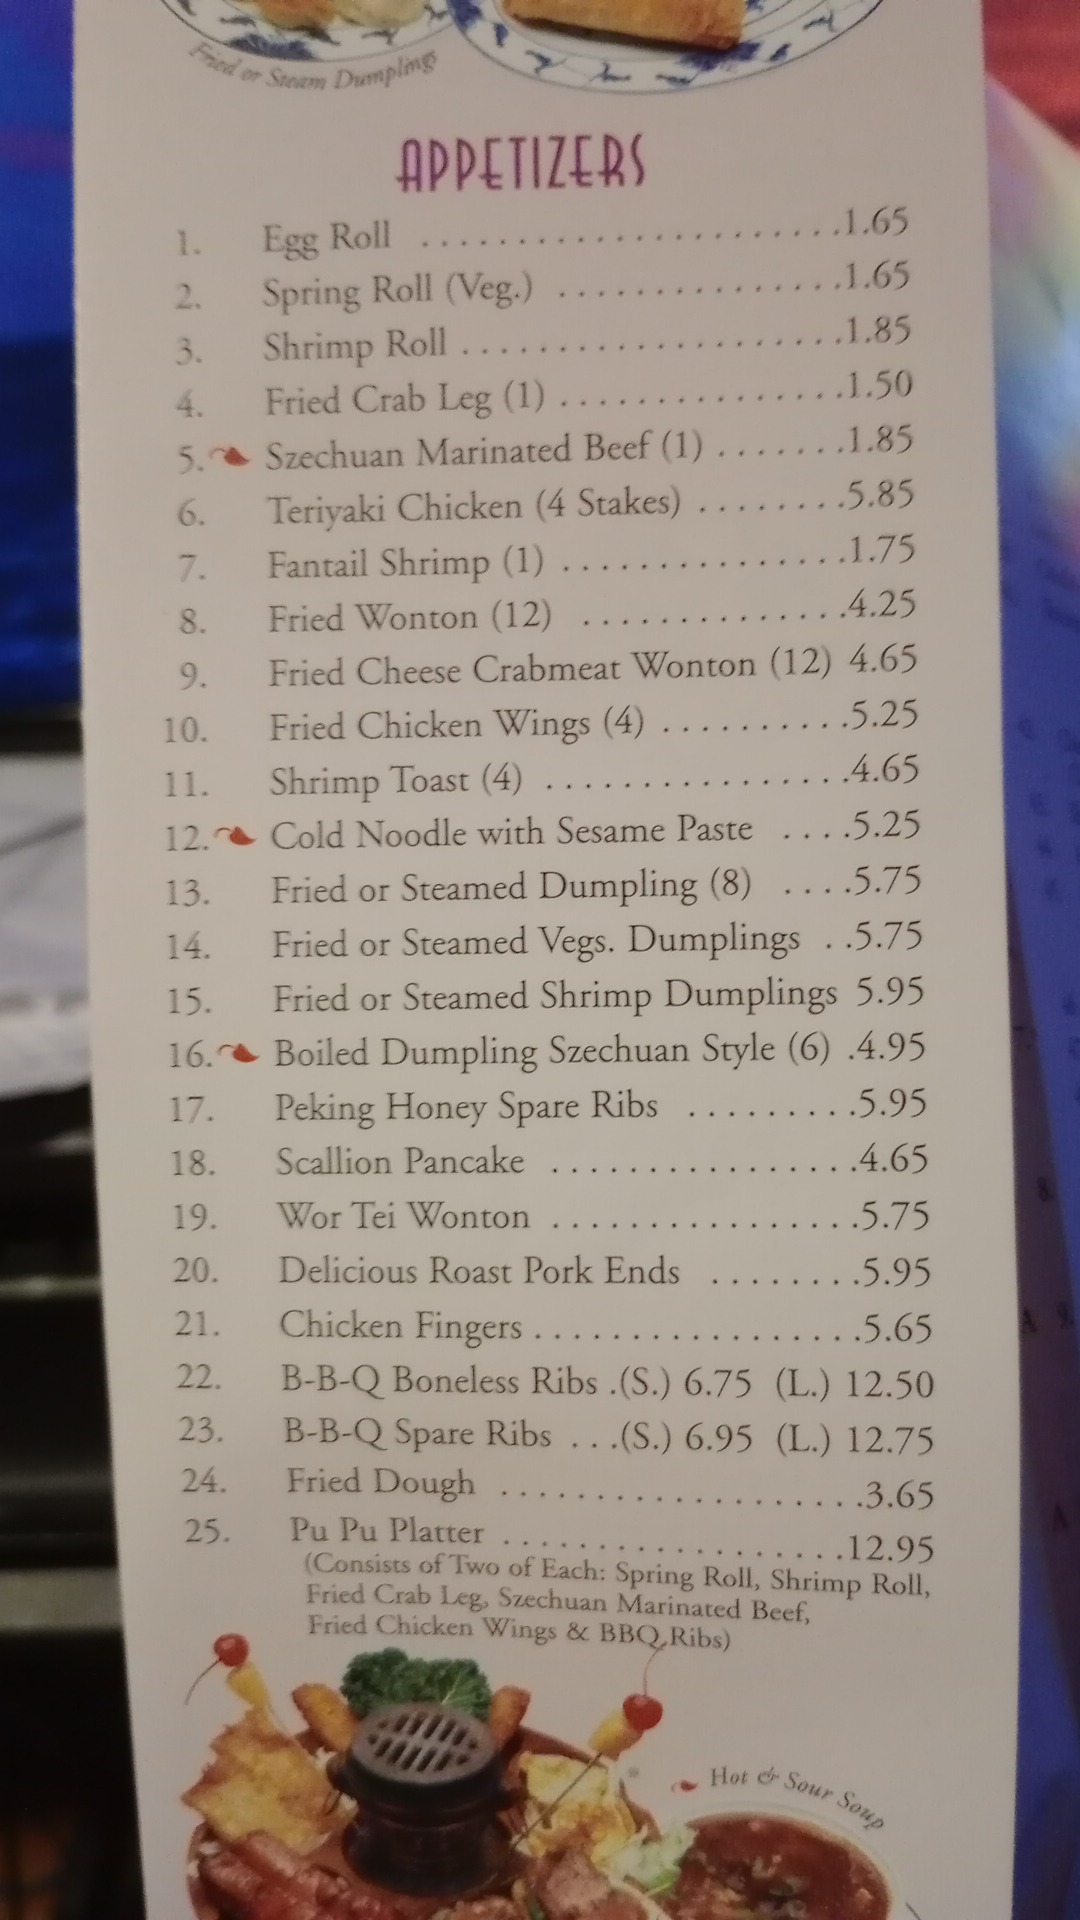 Fried or Steam Dumplings
APPETIZERS
1. Egg Roll ........................1.65
2. Spring Roll (Veg.) ................1.65
3. Shrimp Roll ....................1.85
4. Fried Crab Leg (1) ...............1.50
5. Szechuan Marinated Beef (1) .......1.85
6. Teriyaki Chicken (4 Stakes) ........5.85
7. Fantail Shrimp (1) ...............1.75
8. Fried Wonton (12) ..............4.25
9. Fried Cheese Crabmeat Wonton (12) 4.65
10. Fried Chicken Wings (4) ..........5.25
11. Shrimp Toast (4) ................4.65
12. Cold Noodle with Sesame Paste ....5.25
13. Fried or Steamed Dumpling (8) ....5.75
14. Fried or Steamed Vegs. Dumplings ..5.75
15. Fried or Steamed Shrimp Dumplings 5.95
16. Boiled Dumpling Szechuan Style (6) .4.95
17. Peking Honey Spare Ribs .........5.95
18. Scallion Pancake ................4.65
19. Wor Tei Wonton ................5.75
20. Delicious Roast Pork Ends ........5.95
21. Chicken Fingers .................5.65
22. B-B-Q Boneless Ribs .(S.) 6.75 (L.) 12.50
23. B-B-Q Spare Ribs ...(S.) 6.95 (L.) 12.75
24. Fried Dough ...................3.65
25. Pu Pu Platter ..................12.95
(Consists of Two of Each: Spring Roll, Shrimp Roll,
Fried Crab Leg, Szechuan Marinated Beef,
Fried Chicken Wings & BBQ Ribs)
Hot & Sour Soup